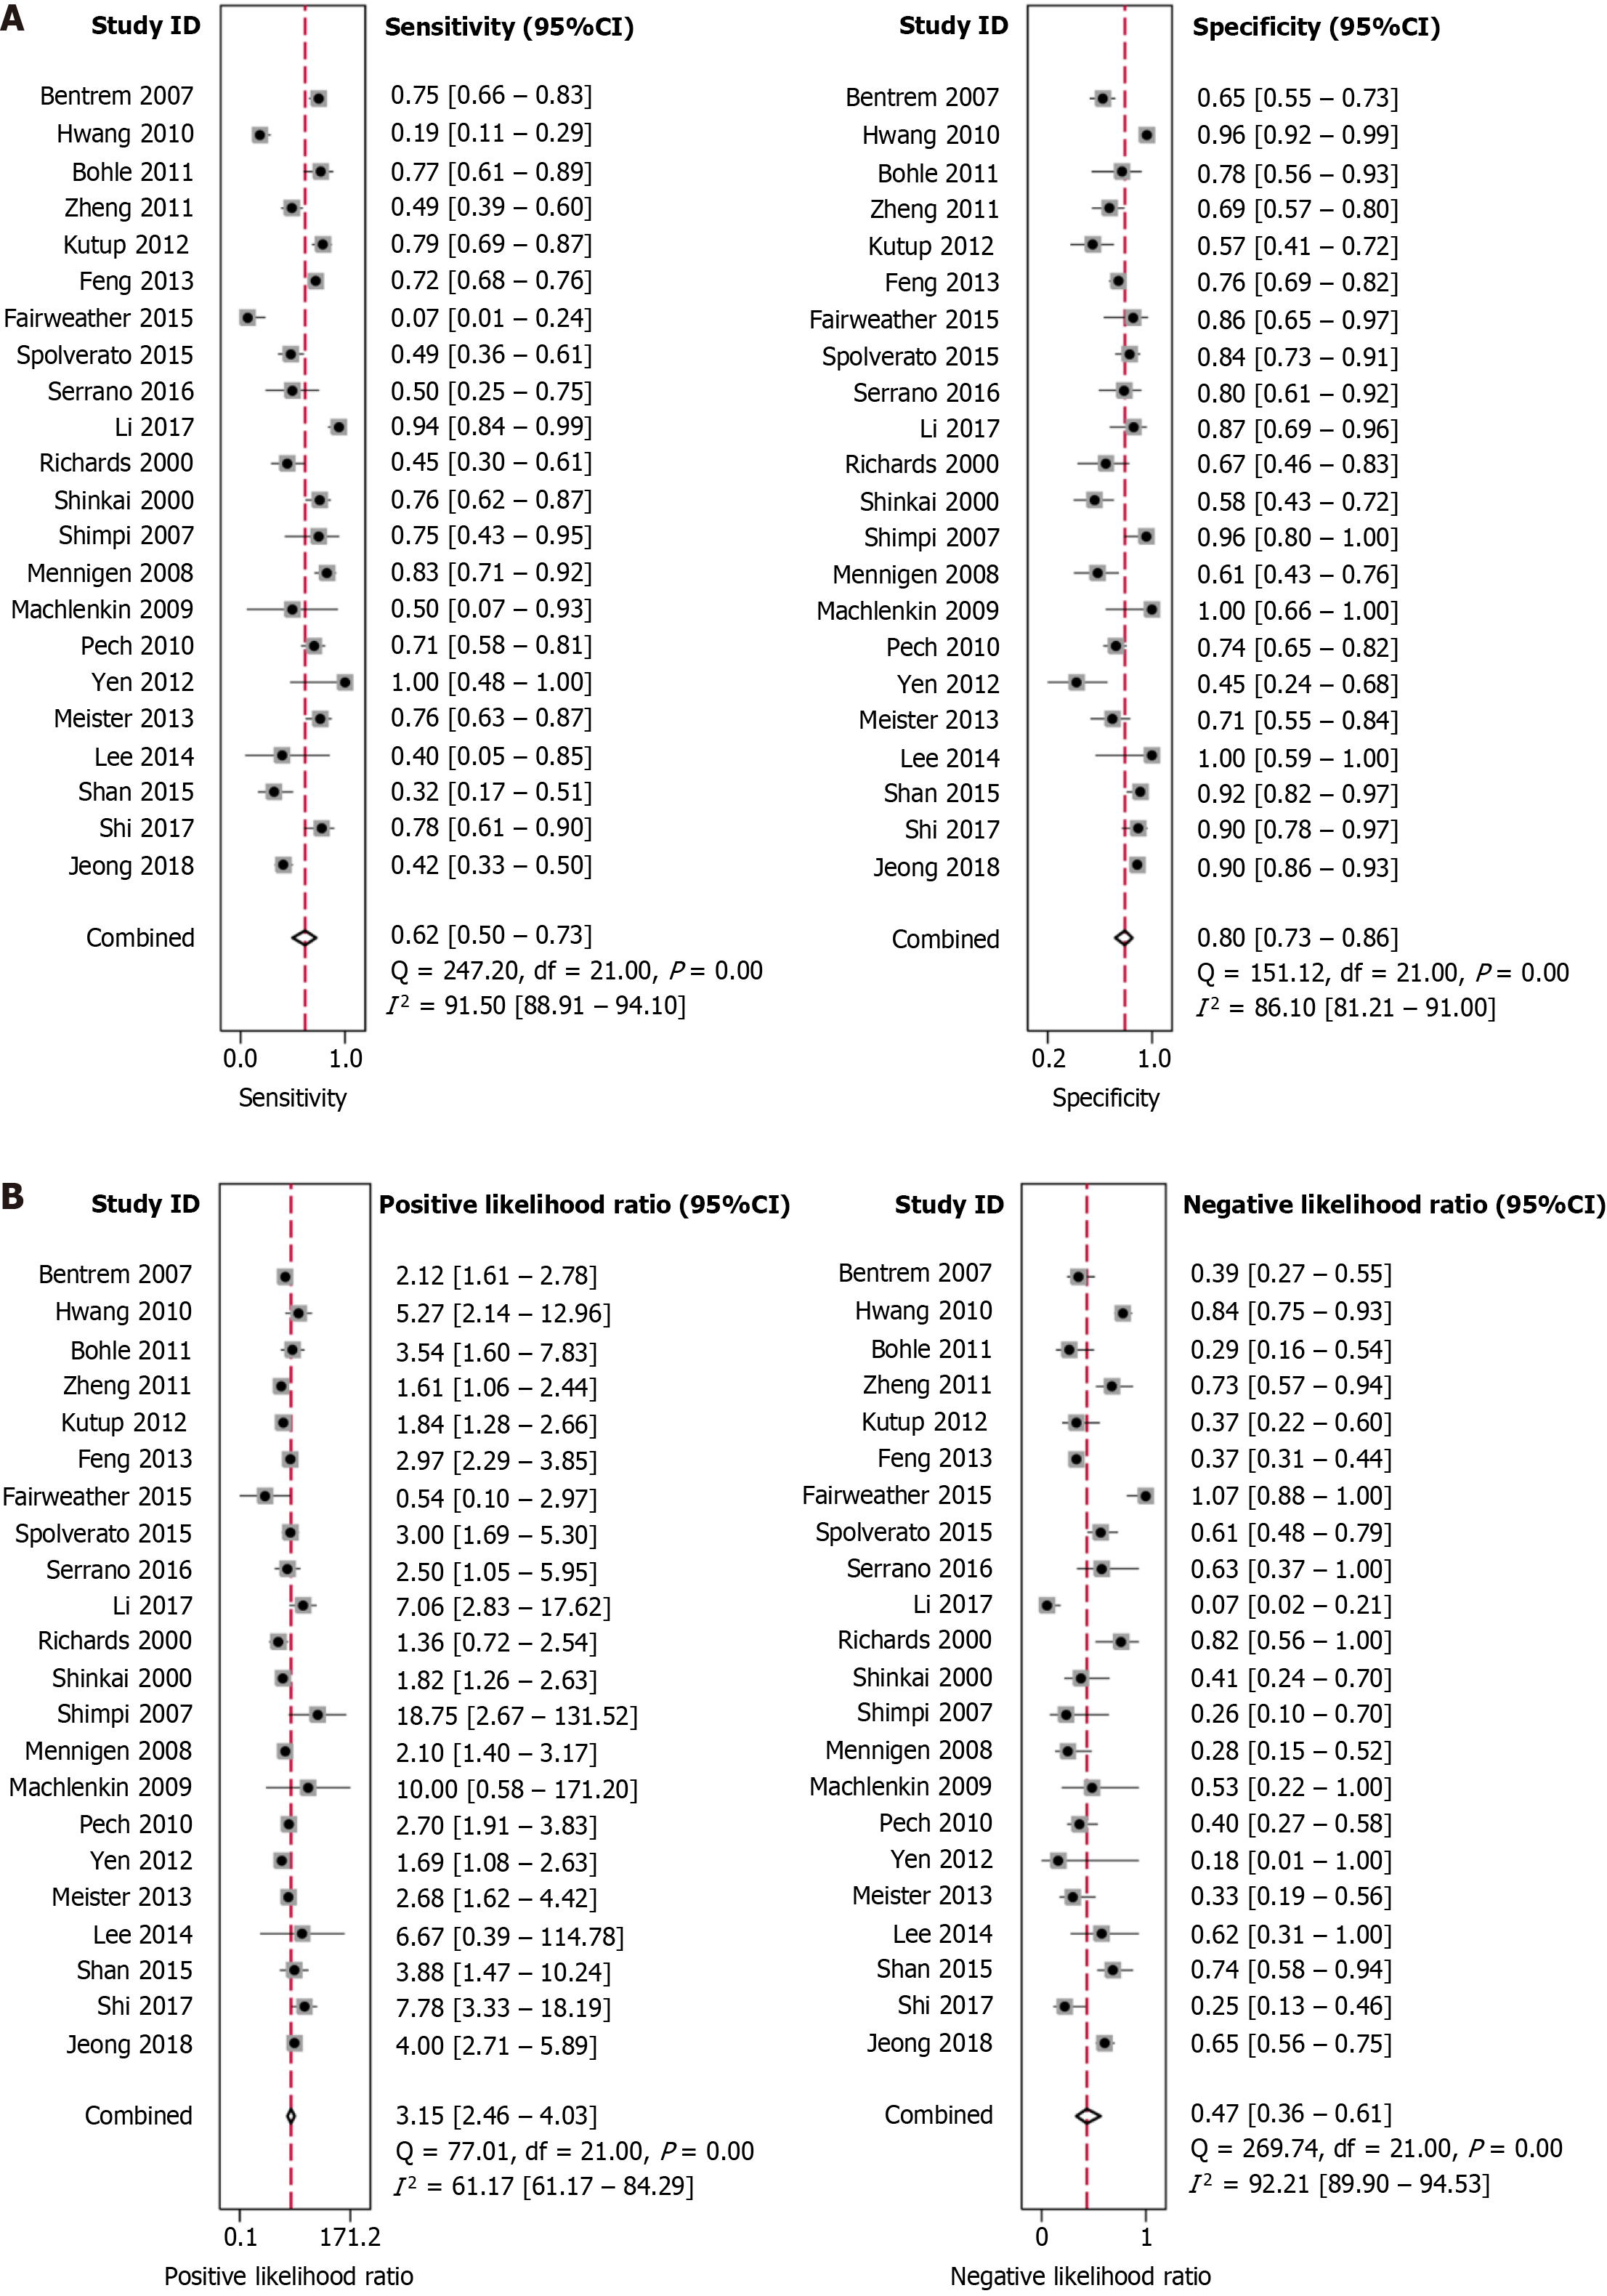 A
Study ID Sensitivity (95%CI)
Bentrem 2007 0.75 [0.66 – 0.83]
Hwang 2010 0.19 [0.11 – 0.29]
Bohle 2011 0.77 [0.61 – 0.89]
Zheng 2011 0.49 [0.39 – 0.60]
Kutup 2012 0.79 [0.69 – 0.87]
Feng 2013 0.72 [0.68 – 0.76]
Fairweather 2015 0.07 [0.01 – 0.24]
Spolverato 2015 0.49 [0.36 – 0.61]
Serrano 2016 0.50 [0.25 – 0.75]
Li 2017 0.94 [0.84 – 0.99]
Richards 2000 0.45 [0.30 – 0.61]
Shinkai 2000 0.76 [0.62 – 0.87]
Shimpi 2007 0.75 [0.43 – 0.95]
Mennigen 2008 0.83 [0.71 – 0.92]
Machlenkin 2009 0.50 [0.07 – 0.93]
Pech 2010 0.71 [0.58 – 0.81]
Yen 2012 1.00 [0.48 – 1.00]
Meister 2013 0.76 [0.63 – 0.87]
Lee 2014 0.40 [0.05 – 0.85]
Shan 2015 0.32 [0.17 – 0.51]
Shi 2017 0.78 [0.61 – 0.90]
Jeong 2018 0.42 [0.33 – 0.50]
Combined 0.62 [0.50 – 0.73]
Q = 247.20, df = 21.00, P = 0.00
I² = 91.50 [88.91 – 94.10]
0.0 1.0
Sensitivity
Study ID Specificity (95%CI)
Bentrem 2007 0.65 [0.55 – 0.73]
Hwang 2010 0.96 [0.92 – 0.99]
Bohle 2011 0.78 [0.56 – 0.93]
Zheng 2011 0.69 [0.57 – 0.80]
Kutup 2012 0.57 [0.41 – 0.72]
Feng 2013 0.76 [0.69 – 0.82]
Fairweather 2015 0.86 [0.65 – 0.97]
Spolverato 2015 0.84 [0.73 – 0.91]
Serrano 2016 0.80 [0.61 – 0.92]
Li 2017 0.87 [0.69 – 0.96]
Richards 2000 0.67 [0.46 – 0.83]
Shinkai 2000 0.58 [0.43 – 0.72]
Shimpi 2007 0.96 [0.80 – 1.00]
Mennigen 2008 0.61 [0.43 – 0.76]
Machlenkin 2009 1.00 [0.66 – 1.00]
Pech 2010 0.74 [0.65 – 0.82]
Yen 2012 0.45 [0.24 – 0.68]
Meister 2013 0.71 [0.55 – 0.84]
Lee 2014 1.00 [0.59 – 1.00]
Shan 2015 0.92 [0.82 – 0.97]
Shi 2017 0.90 [0.78 – 0.97]
Jeong 2018 0.90 [0.86 – 0.93]
Combined 0.80 [0.73 – 0.86]
Q = 151.12, df = 21.00, P = 0.00
I² = 86.10 [81.21 – 91.00]
0.2 1.0
Specificity
B
Study ID Positive likelihood ratio (95%CI)
Bentrem 2007 2.12 [1.61 – 2.78]
Hwang 2010 5.27 [2.14 – 12.96]
Bohle 2011 3.54 [1.60 – 7.83]
Zheng 2011 1.61 [1.06 – 2.44]
Kutup 2012 1.84 [1.28 – 2.66]
Feng 2013 2.97 [2.29 – 3.85]
Fairweather 2015 0.54 [0.10 – 2.97]
Spolverato 2015 3.00 [1.69 – 5.30]
Serrano 2016 2.50 [1.05 – 5.95]
Li 2017 7.06 [2.83 – 17.62]
Richards 2000 1.36 [0.72 – 2.54]
Shinkai 2000 1.82 [1.26 – 2.63]
Shimpi 2007 18.75 [2.67 – 131.52]
Mennigen 2008 2.10 [1.40 – 3.17]
Machlenkin 2009 10.00 [0.58 – 171.20]
Pech 2010 2.70 [1.91 – 3.83]
Yen 2012 1.69 [1.08 – 2.63]
Meister 2013 2.68 [1.62 – 4.42]
Lee 2014 6.67 [0.39 – 114.78]
Shan 2015 3.88 [1.47 – 10.24]
Shi 2017 7.78 [3.33 – 18.19]
Jeong 2018 4.00 [2.71 – 5.89]
Combined 3.15 [2.46 – 4.03]
Q = 77.01, df = 21.00, P = 0.00
I² = 61.17 [61.17 – 84.29]
0.1 171.2
Positive likelihood ratio
Study ID Negative likelihood ratio (95%CI)
Bentrem 2007 0.39 [0.27 – 0.55]
Hwang 2010 0.84 [0.75 – 0.93]
Bohle 2011 0.29 [0.16 – 0.54]
Zheng 2011 0.73 [0.57 – 0.94]
Kutup 2012 0.37 [0.22 – 0.60]
Feng 2013 0.37 [0.31 – 0.44]
Fairweather 2015 1.07 [0.88 – 1.00]
Spolverato 2015 0.61 [0.48 – 0.79]
Serrano 2016 0.63 [0.37 – 1.00]
Li 2017 0.07 [0.02 – 0.21]
Richards 2000 0.82 [0.56 – 1.00]
Shinkai 2000 0.41 [0.24 – 0.70]
Shimpi 2007 0.26 [0.10 – 0.70]
Mennigen 2008 0.28 [0.15 – 0.52]
Machlenkin 2009 0.53 [0.22 – 1.00]
Pech 2010 0.40 [0.27 – 0.58]
Yen 2012 0.18 [0.01 – 1.00]
Meister 2013 0.33 [0.19 – 0.56]
Lee 2014 0.62 [0.31 – 1.00]
Shan 2015 0.74 [0.58 – 0.94]
Shi 2017 0.25 [0.13 – 0.46]
Jeong 2018 0.65 [0.56 – 0.75]
Combined 0.47 [0.36 – 0.61]
Q = 269.74, df = 21.00, P = 0.00
I² = 92.21 [89.90 – 94.53]
0 1
Negative likelihood ratio